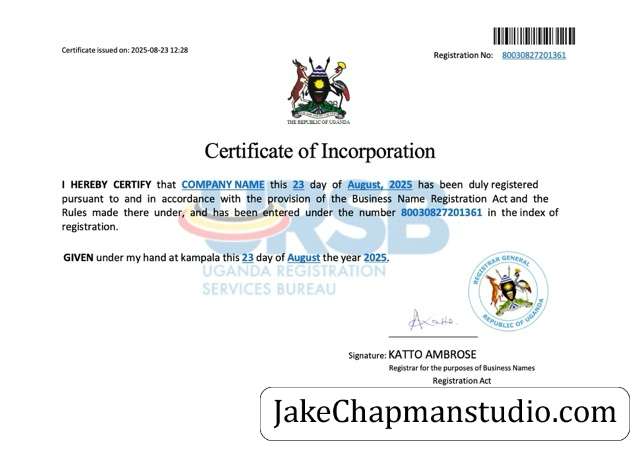 Certificate issued on: 2025-08-23 12:28
Registration No: 80030827201361
THE REPUBLIC OF UGANDA
Certificate of Incorporation
I HEREBY CERTIFY that COMPANY NAME this 23 day of August, 2025 has been duly registered
pursuant to and in accordance with the provision of the Business Name Registration Act and the
Rules made there under, and has been entered under the number 80030827201361 in the index of
registration.
URSB
UGANDA REGISTRATION
SERVICES BUREAU
GIVEN under my hand at kampala this 23 day of August the year 2025.
REGISTRAR GENERAL
REPUBLIC OF UGANDA
Signature: KATTO AMBROSE
Registrar for the purposes of Business Names
Registration Act
JakeChapmanstudio.com